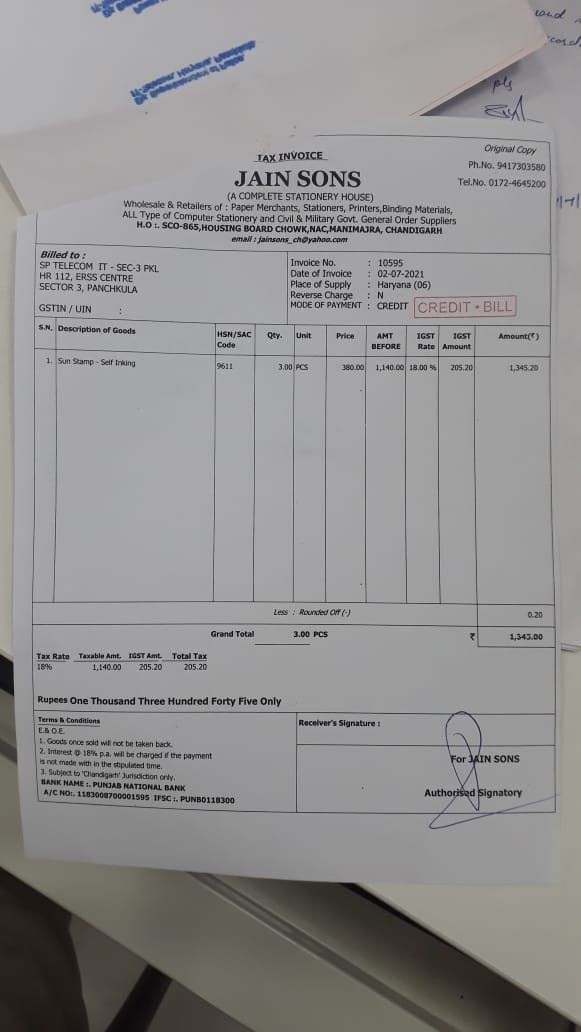 pls
Original Copy
TAX INVOICE
Ph.No. 9417303580
JAIN SONS
Tel.No. 0172-4645200
(A COMPLETE STATIONERY HOUSE)
Wholesale & Retailers of : Paper Merchants, Stationers, Printers,Binding Materials,
ALL Type of Computer Stationery and Civil & Military Govt. General Order Suppliers
H.O :. SCO-865,HOUSING BOARD CHOWK,NAC,MANIMAJRA, CHANDIGARH
email : jainsons_ch@yahoo.com
Billed to :
SP TELECOM IT - SEC-3 PKL
HR 112, ERSS CENTRE
SECTOR 3, PANCHKULA
GSTIN / UIN :
Invoice No. : 10595
Date of Invoice : 02-07-2021
Place of Supply : Haryana (06)
Reverse Charge : N
MODE OF PAYMENT : CREDIT CREDIT - BILL
S.N. Description of Goods HSN/SAC Code Qty. Unit Price AMT BEFORE IGST Rate IGST Amount Amount(₹)
1. Sun Stamp - Self Inking 9611 3.00 PCS 380.00 1,140.00 18.00 % 205.20 1,345.20
Less : Rounded Off (-) 0.20
Grand Total 3.00 PCS ₹ 1,345.00
Tax Rate Taxable Amt. IGST Amt. Total Tax
18% 1,140.00 205.20 205.20
Rupees One Thousand Three Hundred Forty Five Only
Terms & Conditions
E.& O.E.
1. Goods once sold will not be taken back.
2. Interest @ 18% p.a. will be charged if the payment
is not made with in the stipulated time.
3. Subject to 'Chandigarh' Jurisdiction only.
BANK NAME :. PUNJAB NATIONAL BANK
A/C NO:. 1183008700001595 IFSC :. PUNB0118300
Receiver's Signature :
For JAIN SONS
Authorised Signatory